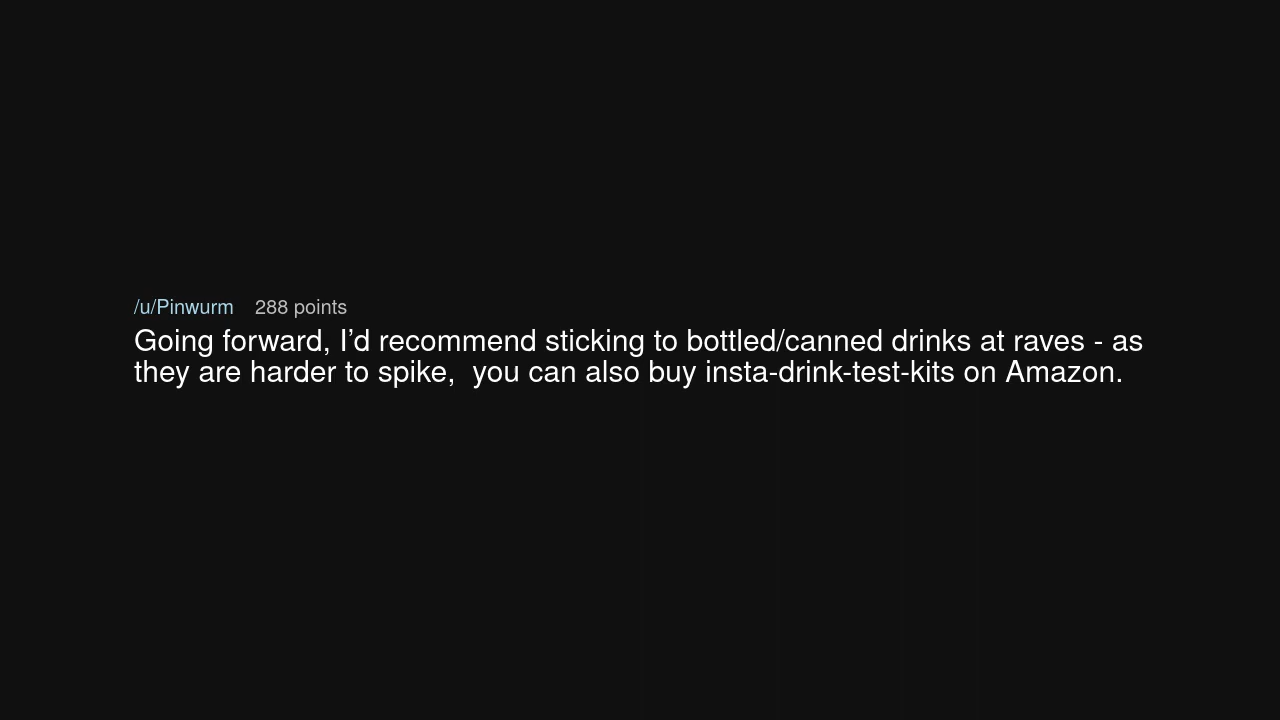 /u/Pinwurm 288 points
Going forward, I’d recommend sticking to bottled/canned drinks at raves - as
they are harder to spike,  you can also buy insta-drink-test-kits on Amazon.